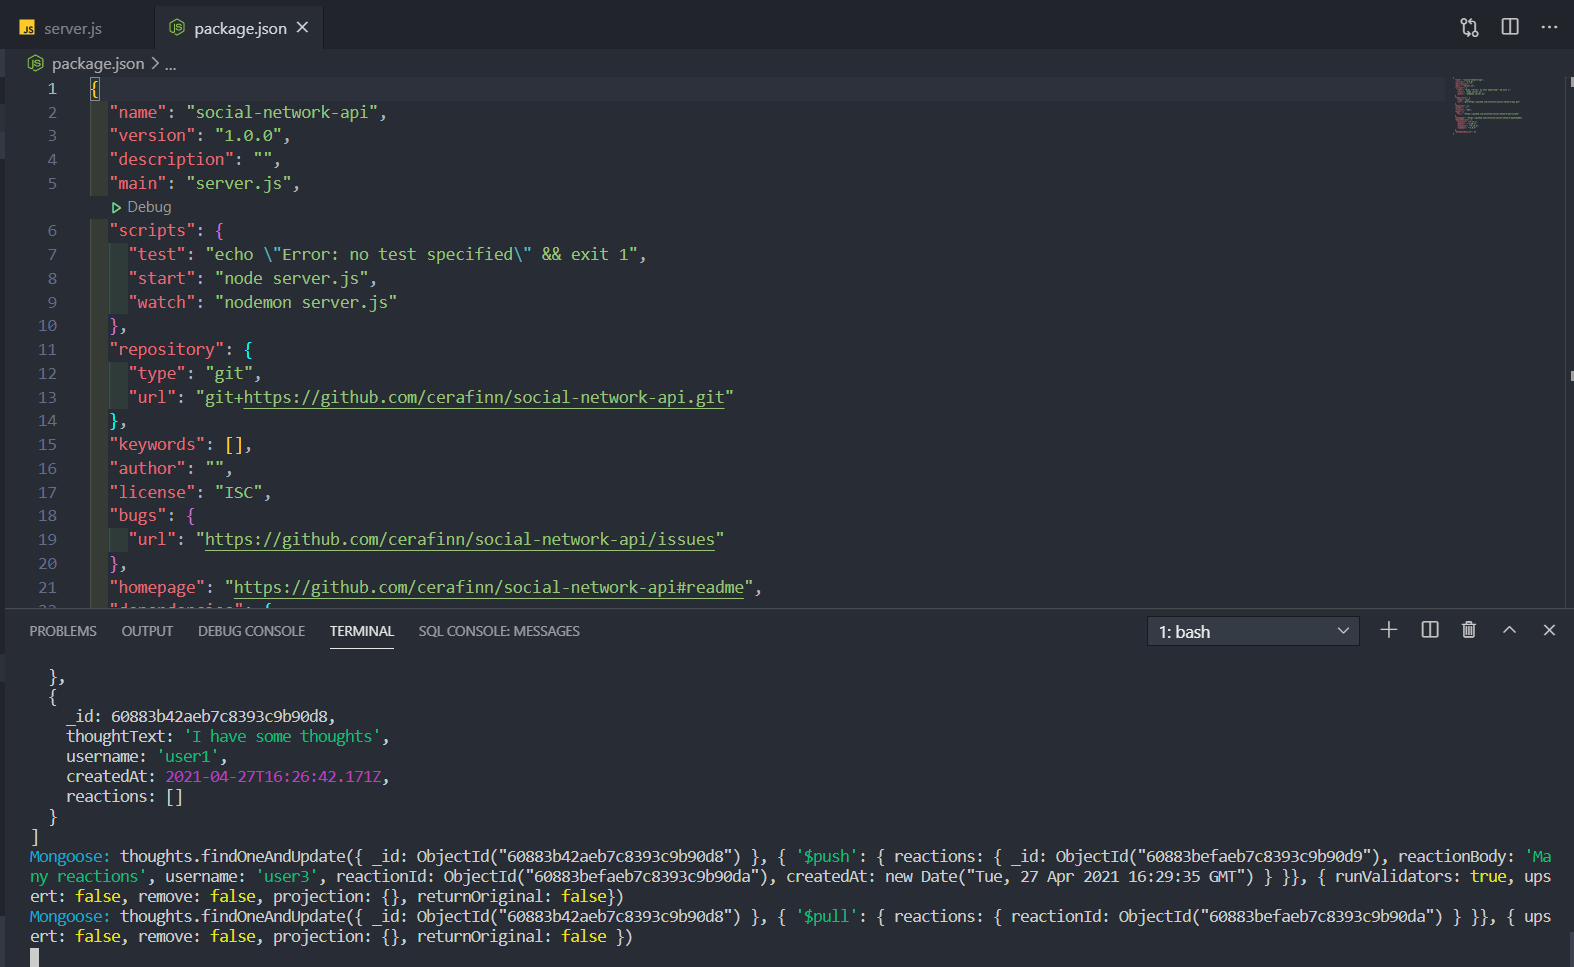 server.js
package.json
package.json > ...
1 {
2 "name": "social-network-api",
3 "version": "1.0.0",
4 "description": "",
5 "main": "server.js",
Debug
6 "scripts": {
7 "test": "echo \"Error: no test specified\" && exit 1",
8 "start": "node server.js",
9 "watch": "nodemon server.js"
10 },
11 "repository": {
12 "type": "git",
13 "url": "git+https://github.com/cerafinn/social-network-api.git"
14 },
15 "keywords": [],
16 "author": "",
17 "license": "ISC",
18 "bugs": {
19 "url": "https://github.com/cerafinn/social-network-api/issues"
20 },
21 "homepage": "https://github.com/cerafinn/social-network-api#readme",
22 "dependencies": {
PROBLEMS OUTPUT DEBUG CONSOLE TERMINAL SQL CONSOLE: MESSAGES 1: bash
},
{
_id: 60883b42aeb7c8393c9b90d8,
thoughtText: 'I have some thoughts',
username: 'user1',
createdAt: 2021-04-27T16:26:42.171Z,
reactions: []
}
]
Mongoose: thoughts.findOneAndUpdate({ _id: ObjectId("60883b42aeb7c8393c9b90d8") }, { '$push': { reactions: { _id: ObjectId("60883befaeb7c8393c9b90d9"), reactionBody: 'Ma
ny reactions', username: 'user3', reactionId: ObjectId("60883befaeb7c8393c9b90da"), createdAt: new Date("Tue, 27 Apr 2021 16:29:35 GMT") } }}, { runValidators: true, ups
ert: false, remove: false, projection: {}, returnOriginal: false})
Mongoose: thoughts.findOneAndUpdate({ _id: ObjectId("60883b42aeb7c8393c9b90d8") }, { '$pull': { reactions: { reactionId: ObjectId("60883befaeb7c8393c9b90da") } }}, { ups
ert: false, remove: false, projection: {}, returnOriginal: false })